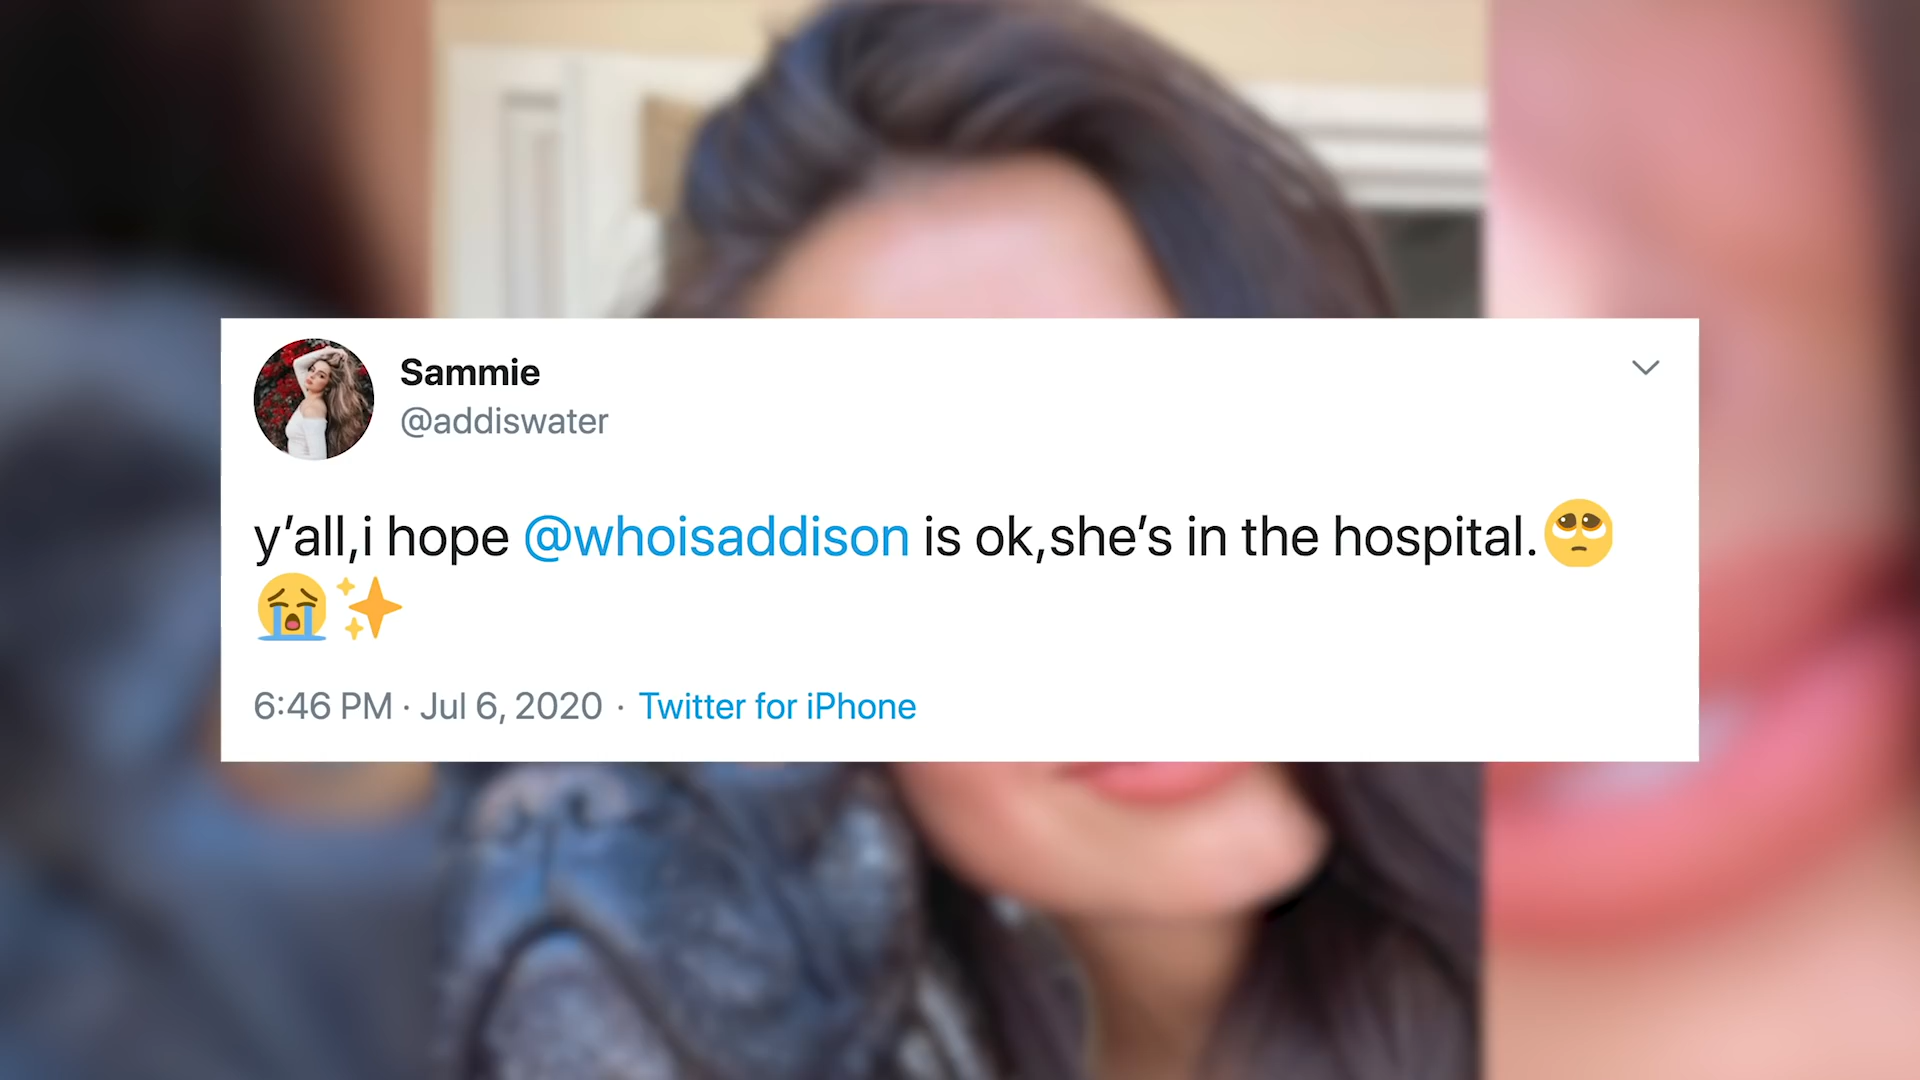 Sammie
@addiswater
y’all,i hope @whoisaddison is ok,she’s in the hospital.🥺
😭✨
6:46 PM · Jul 6, 2020 · Twitter for iPhone